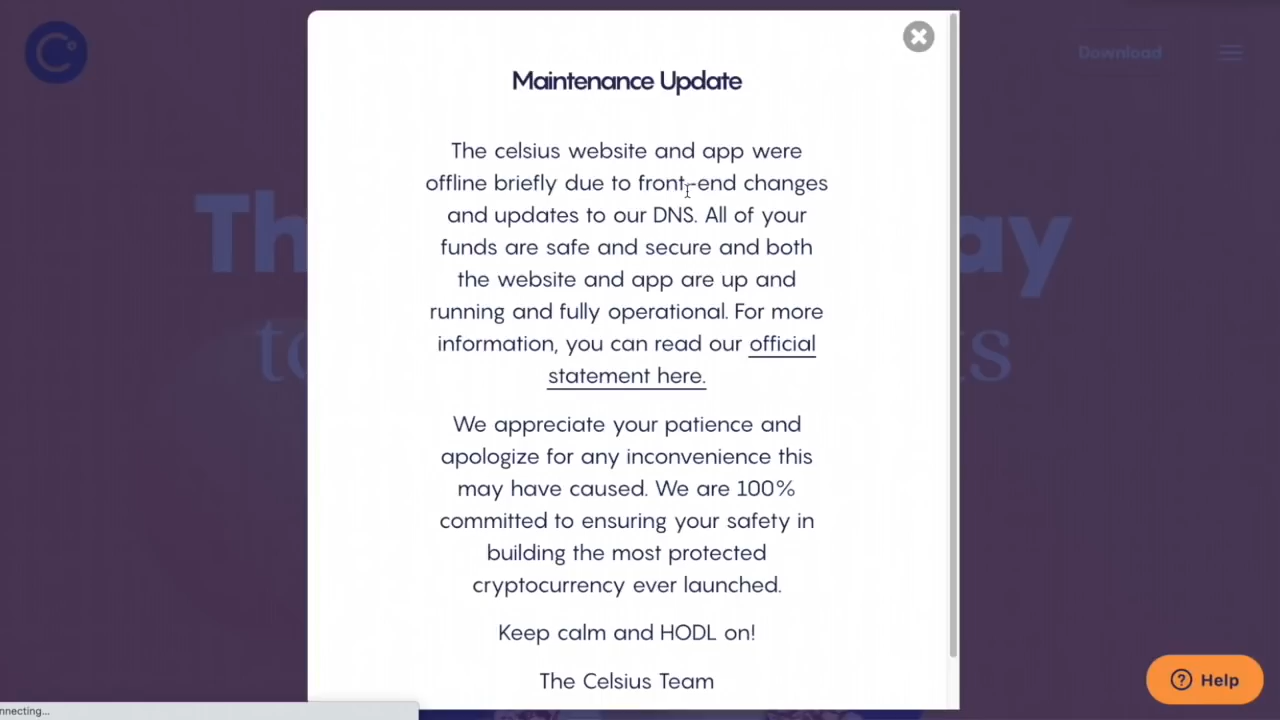 Download
Maintenance Update
The celsius website and app were
offline briefly due to front-end changes
and updates to our DNS. All of your
funds are safe and secure and both
the website and app are up and
running and fully operational. For more
information, you can read our official
statement here.
We appreciate your patience and
apologize for any inconvenience this
may have caused. We are 100%
committed to ensuring your safety in
building the most protected
cryptocurrency ever launched.
Keep calm and HODL on!
The Celsius Team
Th ay
to s
Help
nnecting...